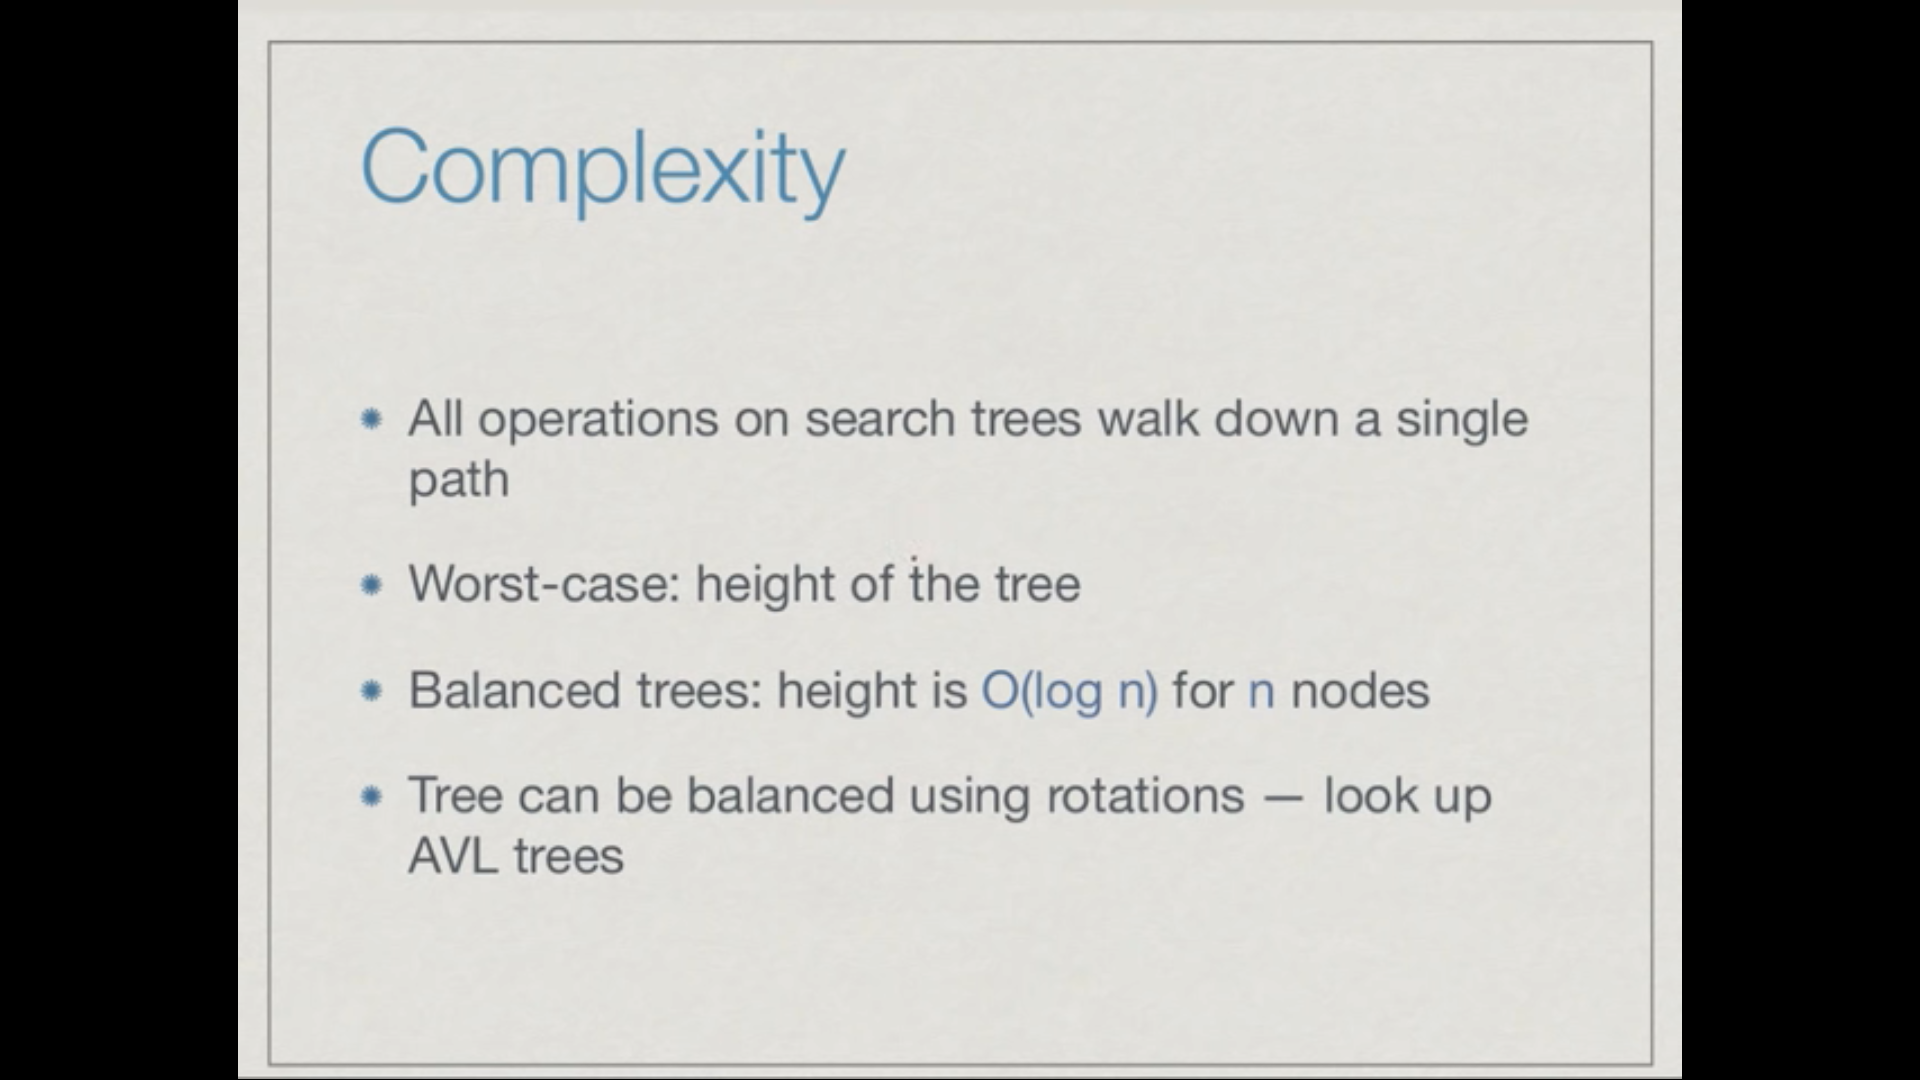 Complexity
All operations on search trees walk down a single
path
Worst-case: height of the tree
Balanced trees: height is O(log n) for n nodes
Tree can be balanced using rotations — look up
AVL trees